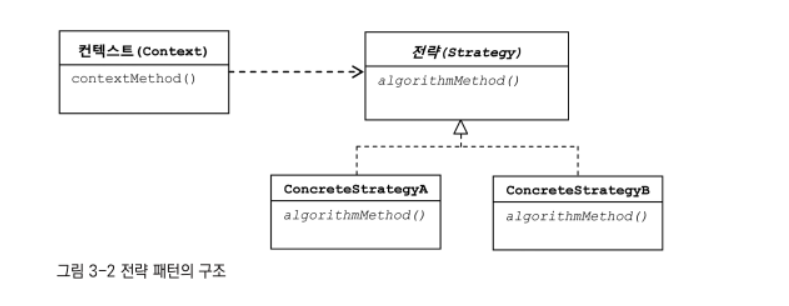 컨텍스트(Context)
contextMethod()
전략(Strategy)
algorithmMethod()
ConcreteStrategyA
algorithmMethod()
ConcreteStrategyB
algorithmMethod()
그림 3-2 전략 패턴의 구조